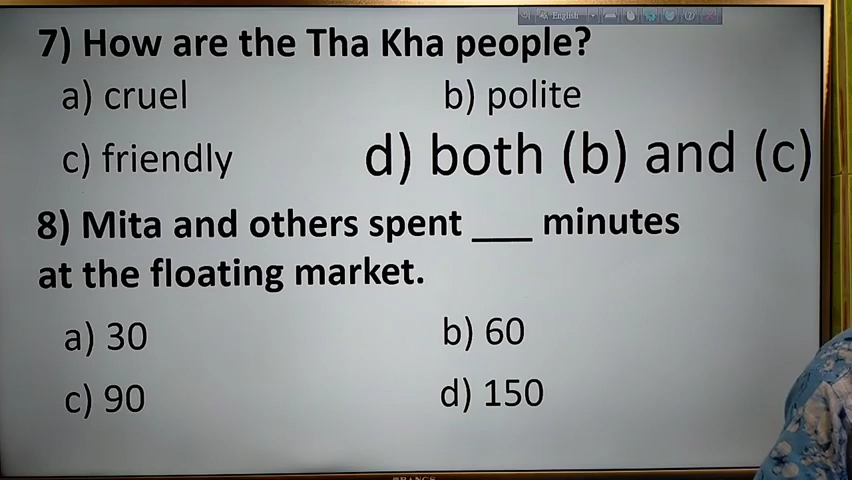 English
7) How are the Tha Kha people?
a) cruel b) polite
c) friendly d) both (b) and (c)
8) Mita and others spent ___ minutes
at the floating market.
a) 30 b) 60
c) 90 d) 150